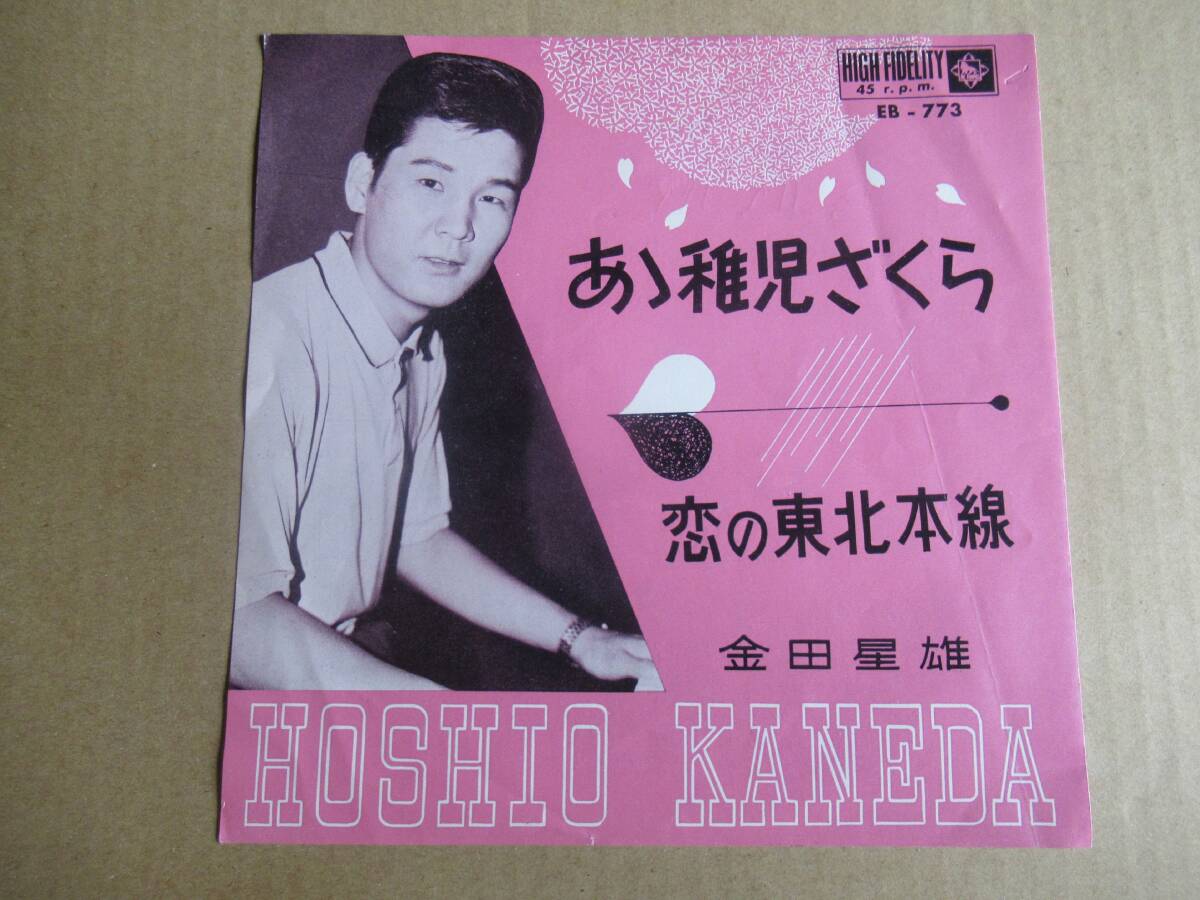 HIGH FIDELITY
45 r. p. m.
EB - 773
あゝ稚児ざくら
恋の東北本線
金田星雄
HOSHIO KANEDA